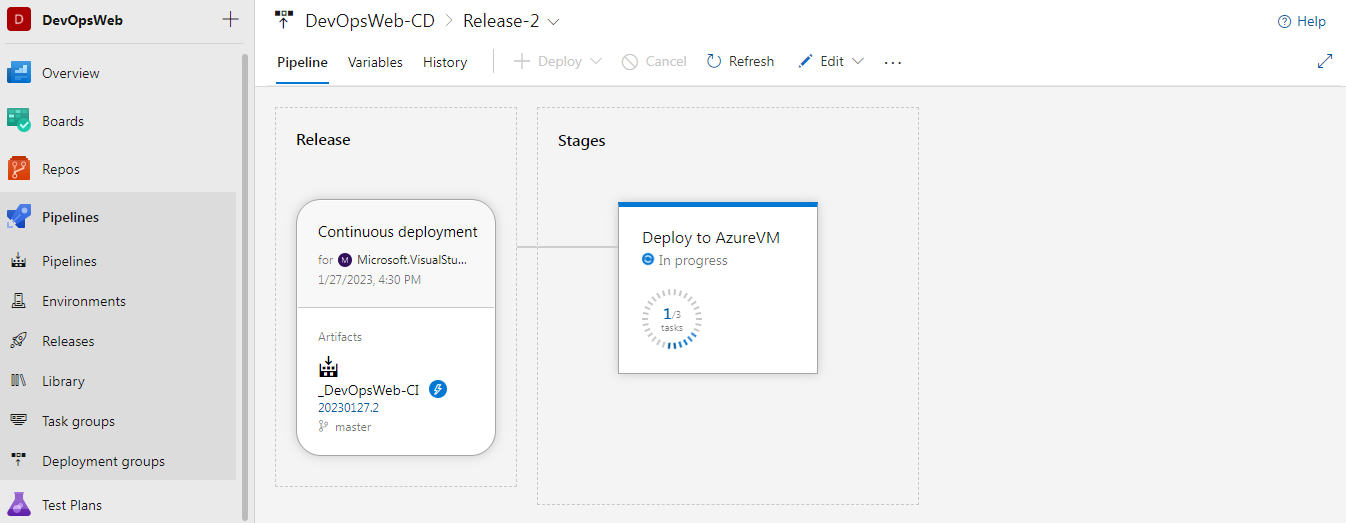 D DevOpsWeb
Overview
Boards
Repos
Pipelines
Pipelines
Environments
Releases
Library
Task groups
Deployment groups
Test Plans
DevOpsWeb-CD > Release-2
Help
Pipeline Variables History Deploy Cancel Refresh Edit ...
Release
Continuous deployment
for M Microsoft.VisualStu...
1/27/2023, 4:30 PM
Artifacts
_DevOpsWeb-CI
20230127.2
master
Stages
Deploy to AzureVM
In progress
1/3
tasks